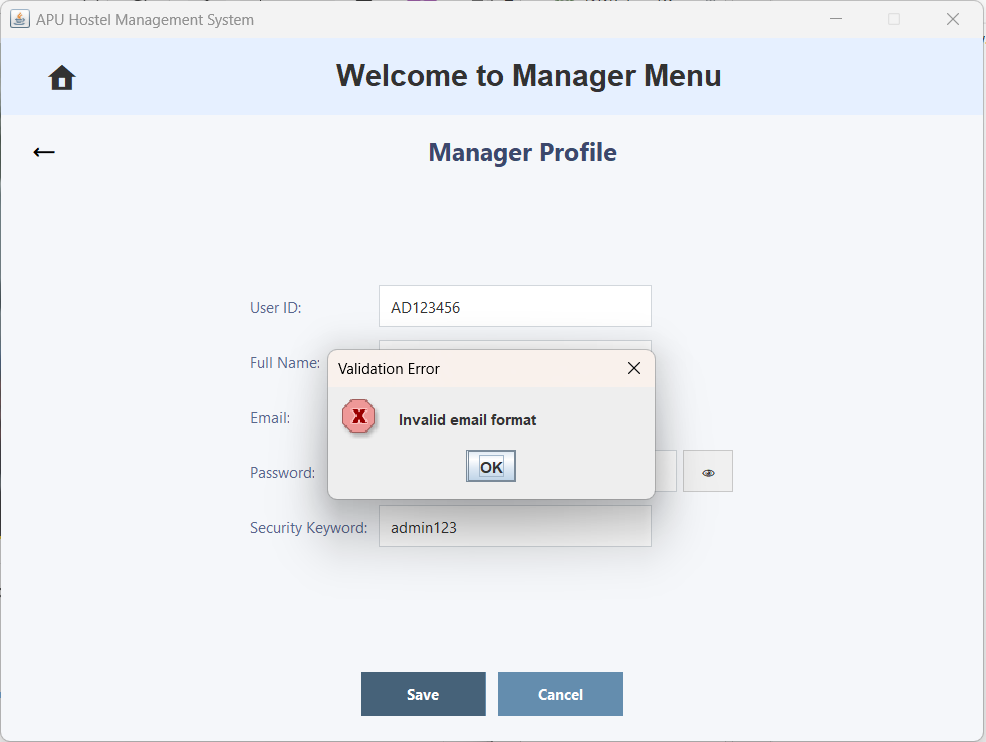 APU Hostel Management System
Welcome to Manager Menu
Manager Profile
User ID:
AD123456
Full Name:
Validation Error
Invalid email format
Email:
OK
Password:
Security Keyword:
admin123
Save
Cancel